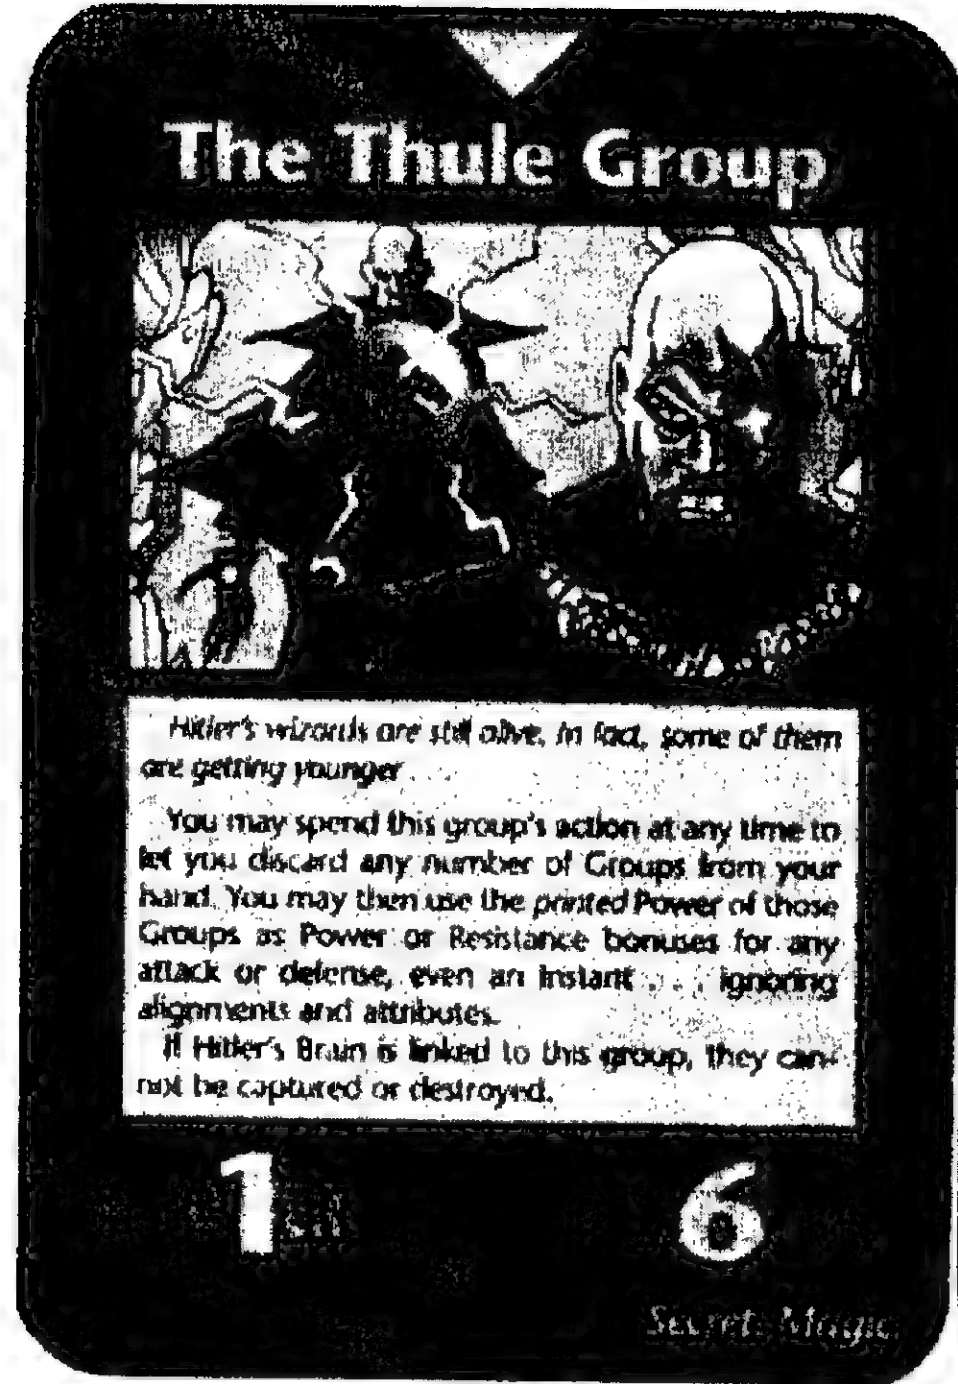 The Thule Group
Hitler's wizards are still alive. In fact, some of them
are getting younger . . .
You may spend this group's action at any time to
let you discard any number of Groups from your
hand. You may then use the printed Power of those
Groups as Power or Resistance bonuses for any
attack or defense, even an Instant . . . ignoring
alignments and attributes.
If Hitler's Brain is linked to this group, they can-
not be captured or destroyed.
1 6
Secret, Magic